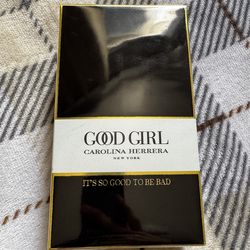 GOOD GIRL
CAROLINA HERRERA
NEW YORK
IT'S SO GOOD TO BE BAD